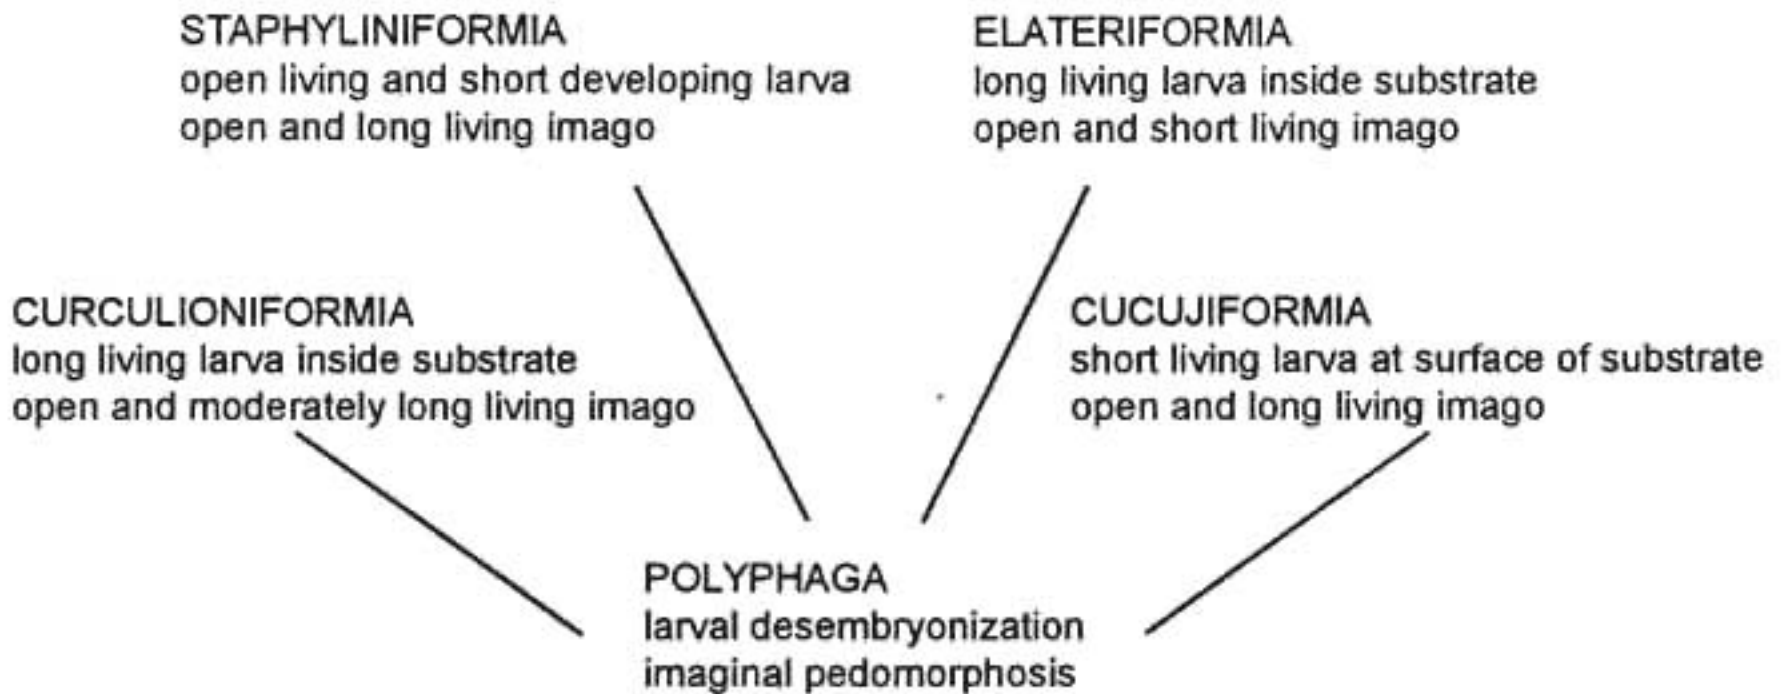 STAPHYLINIFORMIA
open living and short developing larva
open and long living imago
ELATERIFORMIA
long living larva inside substrate
open and short living imago
CURCULIONIFORMIA
long living larva inside substrate
open and moderately long living imago
CUCUJIFORMIA
short living larva at surface of substrate
open and long living imago
POLYPHAGA
larval desembryonization
imaginal pedomorphosis